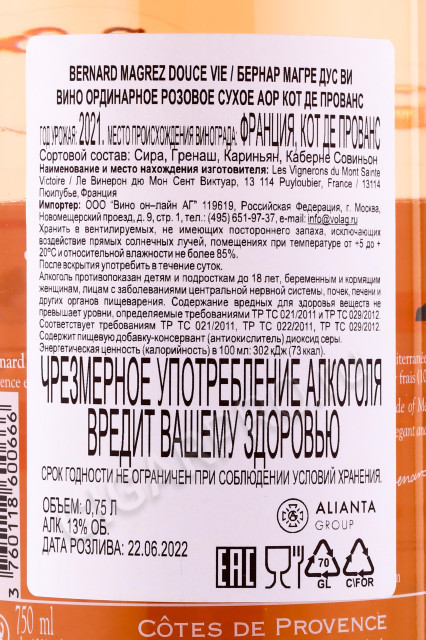 BERNARD MAGREZ DOUCE VIE / БЕРНАР МАГРЕ ДУС ВИ
ВИНО ОРДИНАРНОЕ РОЗОВОЕ СУХОЕ АОР КОТ ДЕ ПРОВАНС
ГОД УРОЖАЯ: 2021. МЕСТО ПРОИСХОЖДЕНИЯ ВИНОГРАДА: ФРАНЦИЯ, КОТ ДЕ ПРОВАНС
Сортовой состав: Сира, Гренаш, Кариньян, Каберне Совиньон
Наименование и место нахождения изготовителя: Les Vignerons du Mont Sainte
Victoire / Ле Винерон дю Мон Сент Виктуар, 13 114 Puyloubier, France / 13114
Пюилубье, Франция
Импортер: ООО "Вино он–лайн АГ" 119619, Российская Федерация, г. Москва,
Новомещерский проезд, д. 9, стр. 1, тел.: (495) 651-97-37, e-mail: info@volag.ru
Хранить в вентилируемых, не имеющих постороннего запаха, исключающих
воздействие прямых солнечных лучей, помещениях при температуре от +5 до +
20°С и относительной влажности не более 85%.
После вскрытия употребить в течение суток.
Алкоголь противопоказан детям и подросткам до 18 лет, беременным и кормящим
женщинам, лицам с заболеваниями центральной нервной системы, почек, печени и
других органов пищеварения. Содержание вредных для здоровья веществ не
превышает уровни, определяемые требованиями ТР ТС 021/2011 и ТР ТС 029/2012.
Соответствует требованиям ТР ТС 021/2011, ТР ТС 022/2011, ТР ТС 029/2012.
Содержит пищевую добавку-консервант (антиокислитель) диоксид серы.
Энергетическая ценность (калорийность) в 100 мл: 302 кДж (73 ккал).
ЧРЕЗМЕРНОЕ УПОТРЕБЛЕНИЕ АЛКОГОЛЯ
ВРЕДИТ ВАШЕМУ ЗДОРОВЬЮ
СРОК ГОДНОСТИ НЕ ОГРАНИЧЕН ПРИ СОБЛЮДЕНИИ УСЛОВИЙ ХРАНЕНИЯ.
ОБЪЕМ: 0,75 Л
АЛК. 13% ОБ.
ДАТА РОЗЛИВА: 22.06.2022
ALIANTA
GROUP
EAC
70
GL
C\FOR
3 760118 600666
750 ml
CÔTES DE PROVENCE